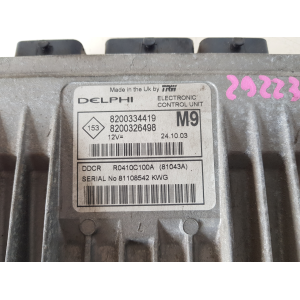 Made in the Uk by TRW
DELPHI
ELECTRONIC
CONTROL UNIT
153
8200334419
8200326498
M9
12V=
24.10.03
DDCR R0410C100A (81043A)
SERIAL No 81108542 KWG
29223